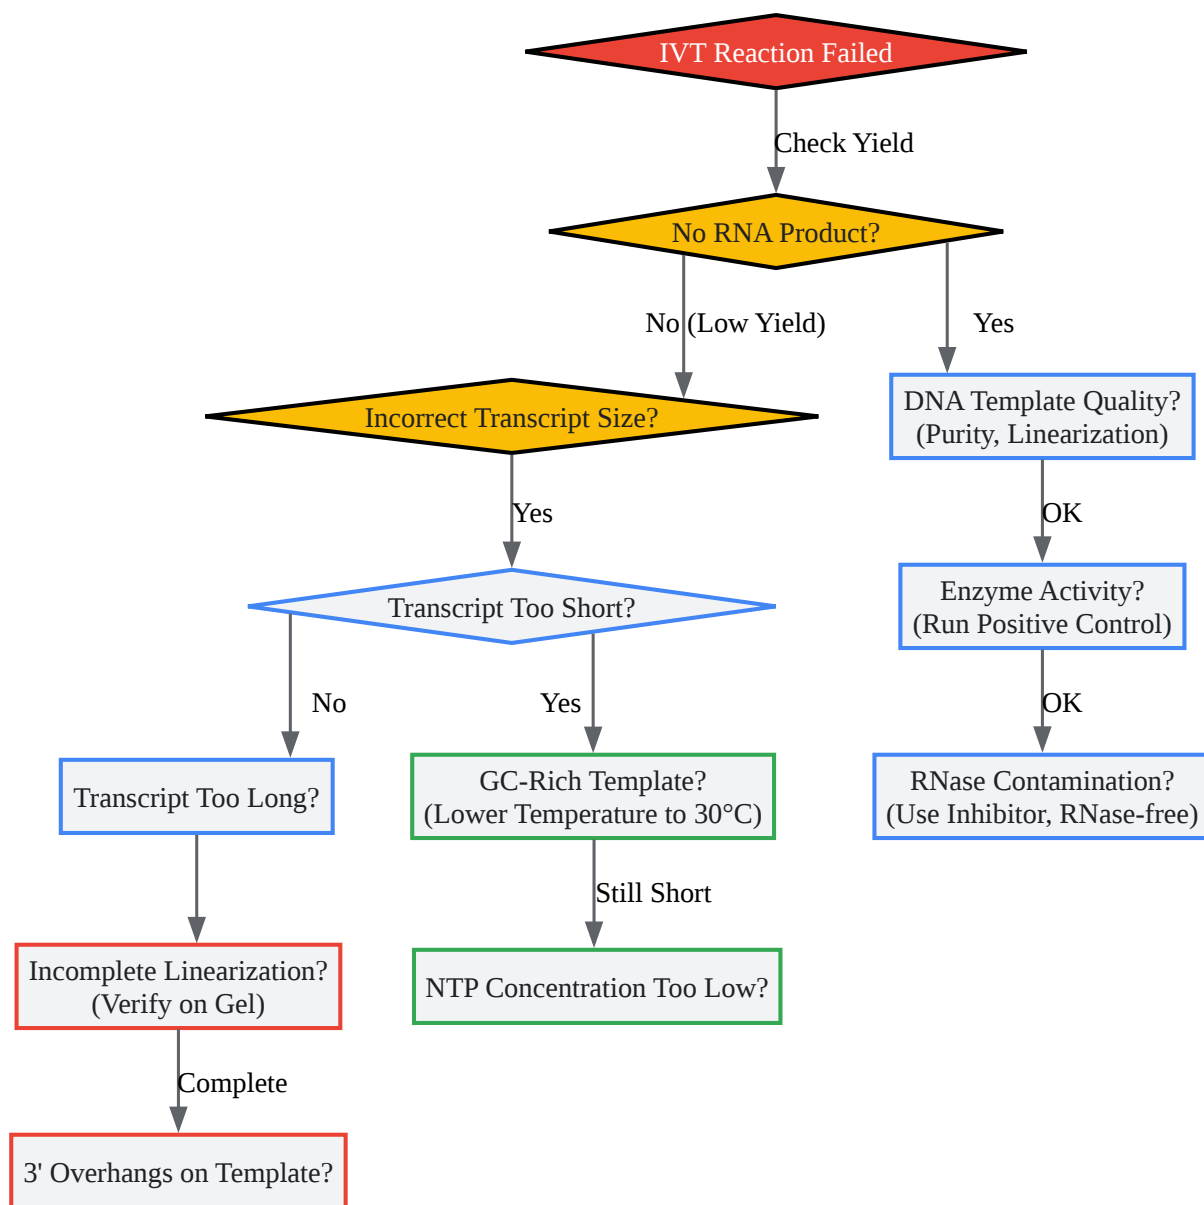 IVT Reaction Failed
Check Yield
No RNA Product?
No (Low Yield)
Yes
Incorrect Transcript Size?
DNA Template Quality?
(Purity, Linearization)
Yes
OK
Transcript Too Short?
Enzyme Activity?
(Run Positive Control)
No
Yes
OK
Transcript Too Long?
GC-Rich Template?
(Lower Temperature to 30°C)
RNase Contamination?
(Use Inhibitor, RNase-free)
Still Short
Incomplete Linearization?
(Verify on Gel)
NTP Concentration Too Low?
Complete
3' Overhangs on Template?